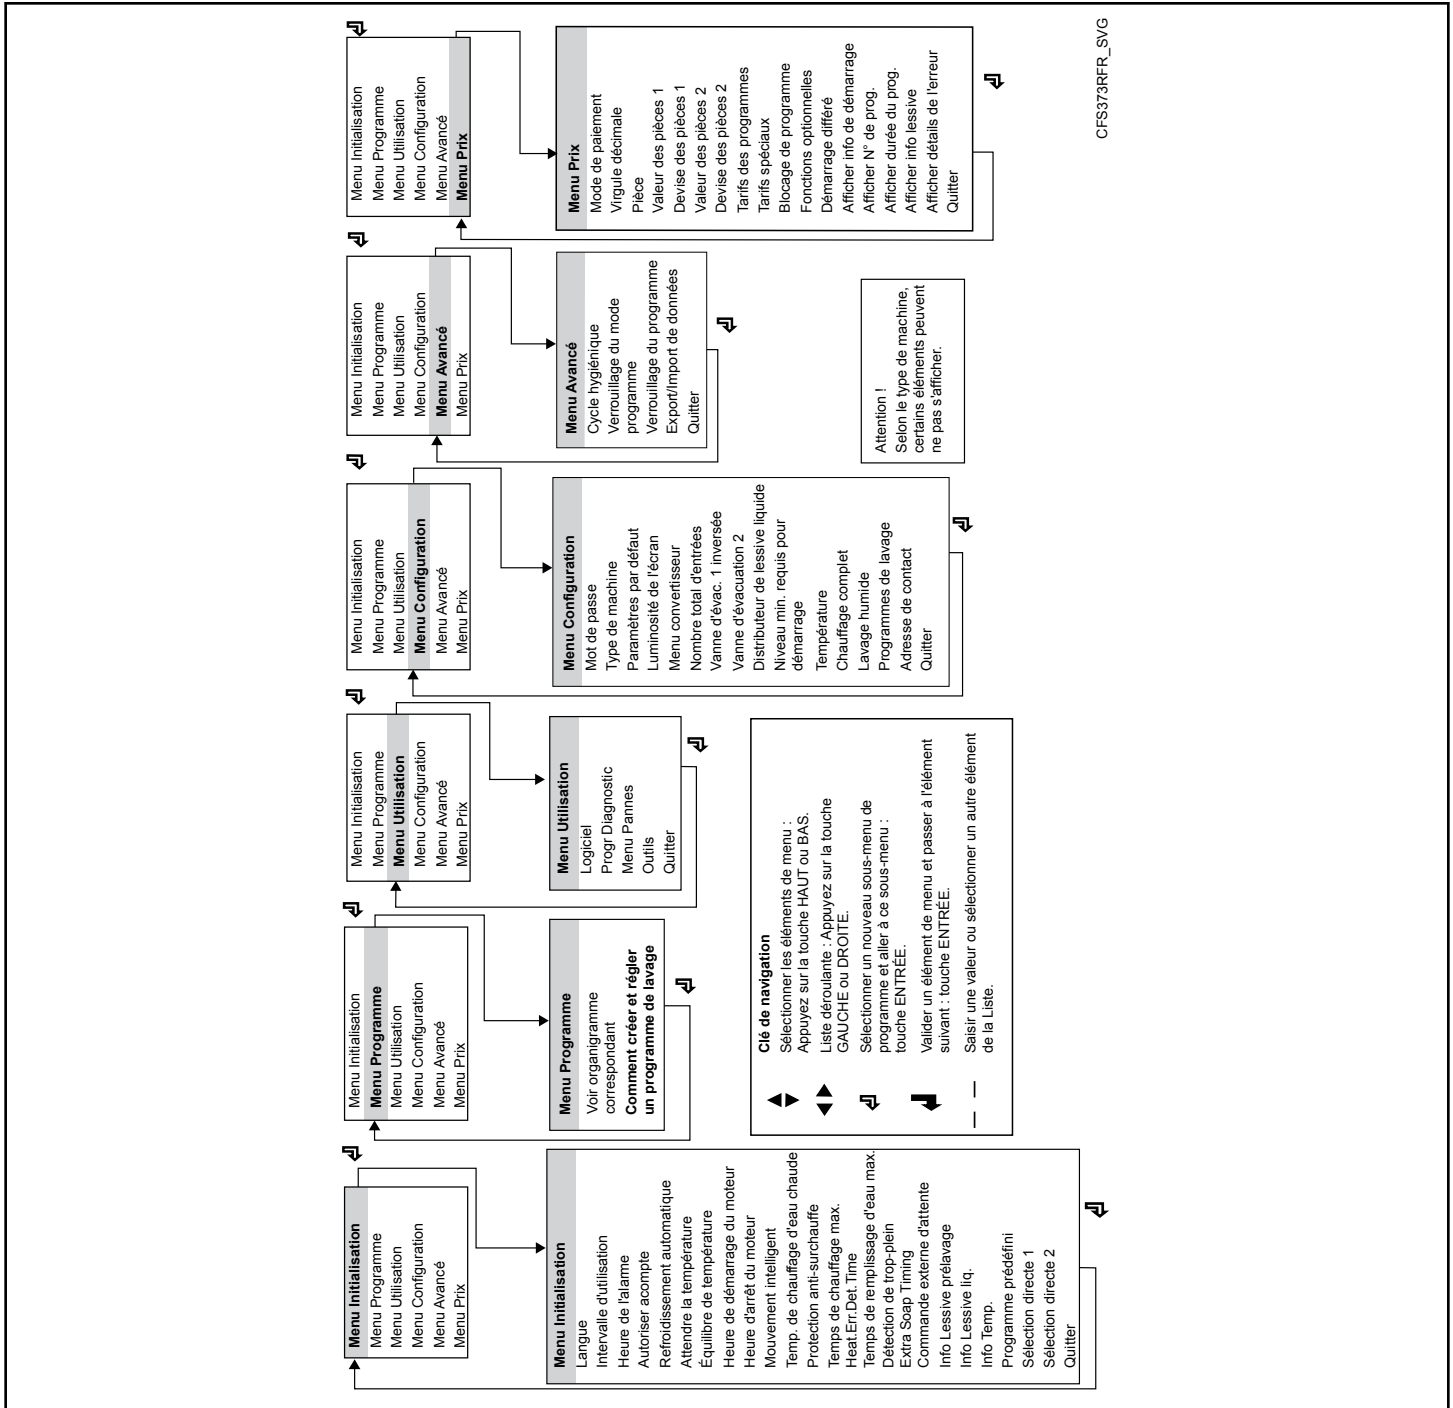 Menu Initialisation
Menu Programme
Menu Utilisation
Menu Configuration
Menu Avancé
Menu Prix
Menu Initialisation
Langue
Intervalle d'utilisation
Heure de l'alarme
Autoriser acompte
Refroidissement automatique
Attendre la température
Équilibre de température
Heure de démarrage du moteur
Heure d'arrêt du moteur
Mouvement intelligent
Temp. de chauffage d'eau chaude
Protection anti-surchauffe
Temps de chauffage max.
Heat.Err.Det.Time
Temps de remplissage d'eau max.
Détection de trop-plein
Extra Soap Timing
Commande externe d'attente
Info Lessive prélavage
Info Lessive liq.
Info Temp.
Programme prédéfini
Sélection directe 1
Sélection directe 2
Quitter
Menu Initialisation
Menu Programme
Menu Utilisation
Menu Configuration
Menu Avancé
Menu Prix
Menu Programme
Voir organigramme
correspondant
Comment créer et régler
un programme de lavage
Menu Initialisation
Menu Programme
Menu Utilisation
Menu Configuration
Menu Avancé
Menu Prix
Menu Utilisation
Logiciel
Progr Diagnostic
Menu Pannes
Outils
Quitter
Menu Initialisation
Menu Programme
Menu Utilisation
Menu Configuration
Menu Avancé
Menu Prix
Menu Configuration
Mot de passe
Type de machine
Paramètres par défaut
Luminosité de l'écran
Menu convertisseur
Nombre total d'entrées
Vanne d'évac. 1 inversée
Vanne d'évacuation 2
Distributeur de lessive liquide
Niveau min. requis pour
démarrage
Température
Chauffage complet
Lavage humide
Programmes de lavage
Adresse de contact
Quitter
Menu Initialisation
Menu Programme
Menu Utilisation
Menu Configuration
Menu Avancé
Menu Prix
Menu Avancé
Cycle hygiénique
Verrouillage du mode
programme
Verrouillage du programme
Export/Import de données
Quitter
Menu Initialisation
Menu Programme
Menu Utilisation
Menu Configuration
Menu Avancé
Menu Prix
Menu Prix
Mode de paiement
Virgule décimale
Pièce
Valeur des pièces 1
Devise des pièces 1
Valeur des pièces 2
Devise des pièces 2
Tarifs des programmes
Tarifs spéciaux
Blocage de programme
Fonctions optionnelles
Démarrage différé
Afficher info de démarrage
Afficher N° de prog.
Afficher durée du prog.
Afficher info lessive
Afficher détails de l'erreur
Quitter
Clé de navigation
Sélectionner les éléments de menu :
Appuyez sur la touche HAUT ou BAS.
Liste déroulante : Appuyez sur la touche
GAUCHE ou DROITE.
Sélectionner un nouveau sous-menu de
programme et aller à ce sous-menu :
touche ENTRÉE.
Valider un élément de menu et passer à l'élément
suivant : touche ENTRÉE.
Saisir une valeur ou sélectionner un autre élément
de la Liste.
Attention !
Selon le type de machine,
certains éléments peuvent
ne pas s'afficher.
CFS373RFR_SVG